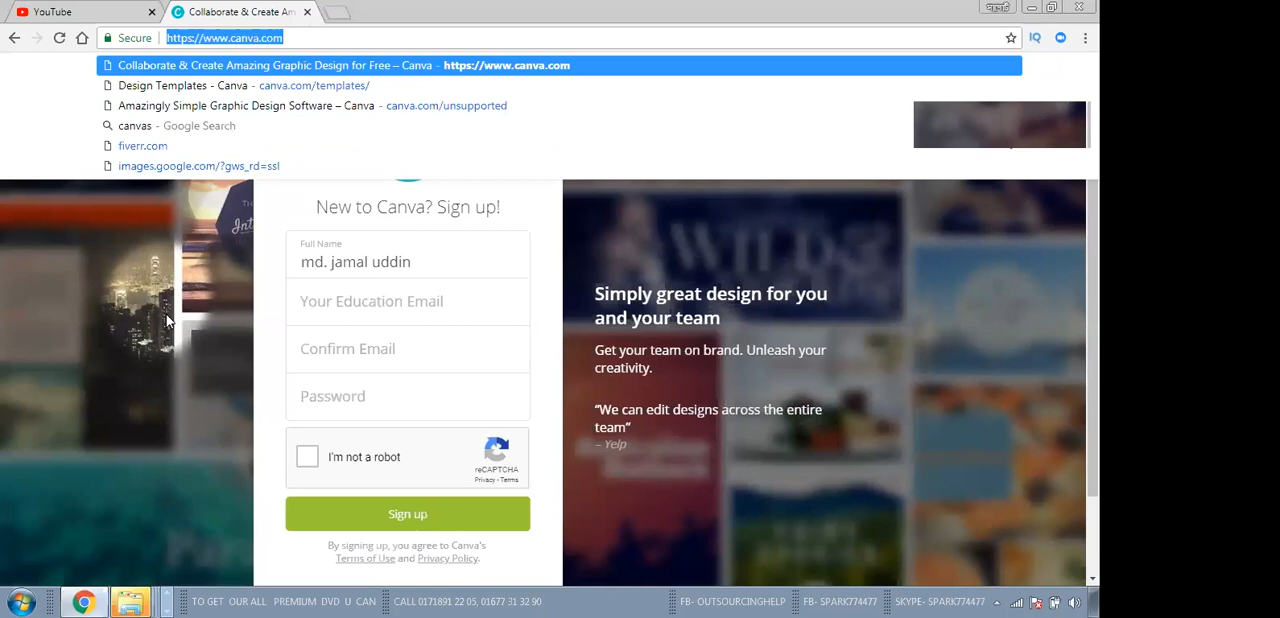 YouTube
Collaborate & Create Am
Secure
https://www.canva.com
IQ
Collaborate & Create Amazing Graphic Design for Free – Canva - https://www.canva.com
Design Templates - Canva - canva.com/templates/
Amazingly Simple Graphic Design Software – Canva - canva.com/unsupported
canvas - Google Search
fiverr.com
images.google.com/?gws_rd=ssl
New to Canva? Sign up!
Full Name
md. jamal uddin
Your Education Email
Confirm Email
Password
I'm not a robot
reCAPTCHA
Privacy - Terms
Sign up
By signing up, you agree to Canva's
Terms of Use and Privacy Policy.
Simply great design for you
and your team
Get your team on brand. Unleash your
creativity.
“We can edit designs across the entire
team”
– Yelp
WILD
TO GET OUR ALL PREMIUM DVD U CAN
CALL 0171891 22 05, 01677 31 32 90
FB- OUTSOURCINGHELP
FB- SPARK774477
SKYPE- SPARK774477